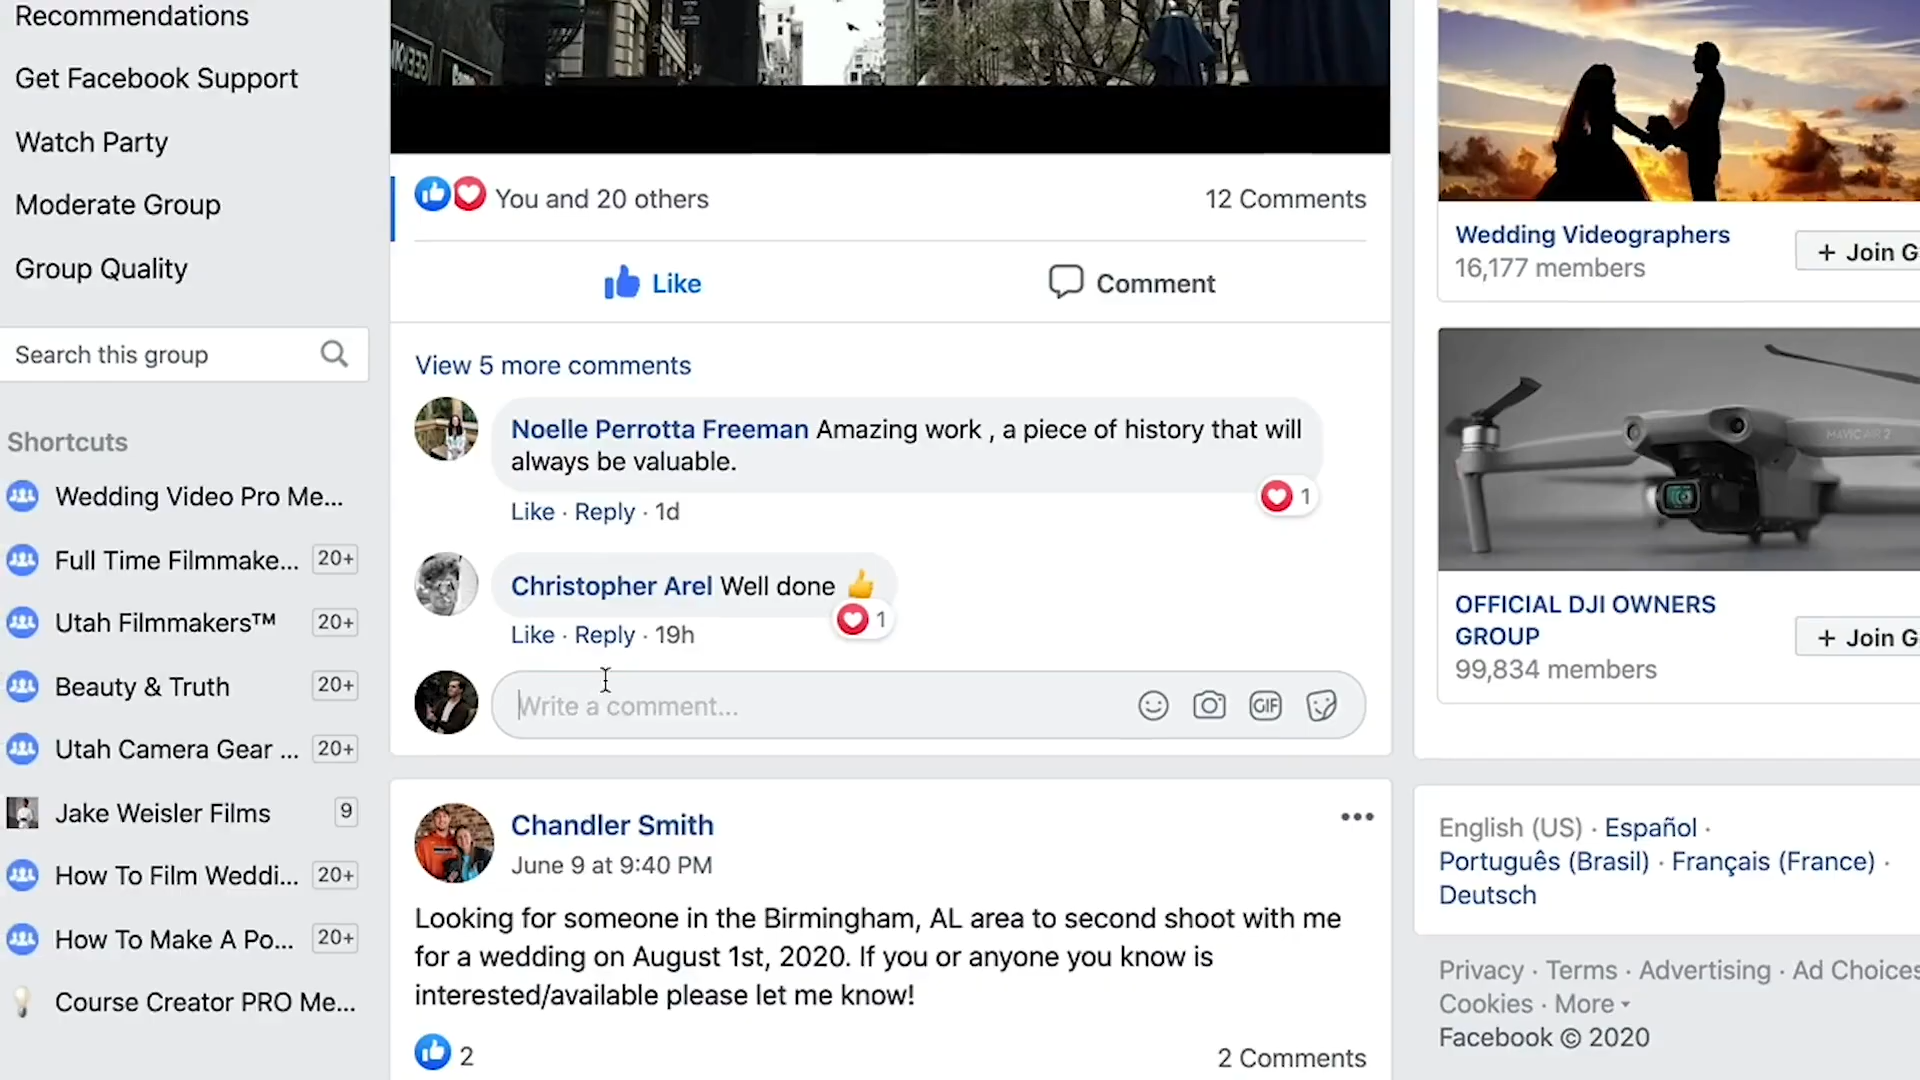 Recommendations
Get Facebook Support
Watch Party
Moderate Group
Group Quality
Search this group
Shortcuts
Wedding Video Pro Me...
Full Time Filmmake... 20+
Utah Filmmakers™ 20+
Beauty & Truth 20+
Utah Camera Gear ... 20+
Jake Weisler Films 9
How To Film Weddi... 20+
How To Make A Po... 20+
Course Creator PRO Me...
You and 20 others 12 Comments
Like Comment
View 5 more comments
Noelle Perrotta Freeman Amazing work , a piece of history that will
always be valuable.
1
Like · Reply · 1d
Christopher Arel Well done 👍
1
Like · Reply · 19h
Write a comment...
GIF
Chandler Smith
June 9 at 9:40 PM
Looking for someone in the Birmingham, AL area to second shoot with me
for a wedding on August 1st, 2020. If you or anyone you know is
interested/available please let me know!
2 2 Comments
Wedding Videographers
16,177 members
+ Join G
MAVIC AIR 2
OFFICIAL DJI OWNERS
GROUP
99,834 members
+ Join G
English (US) · Español ·
Português (Brasil) · Français (France) ·
Deutsch
Privacy · Terms · Advertising · Ad Choices
Cookies · More
Facebook © 2020